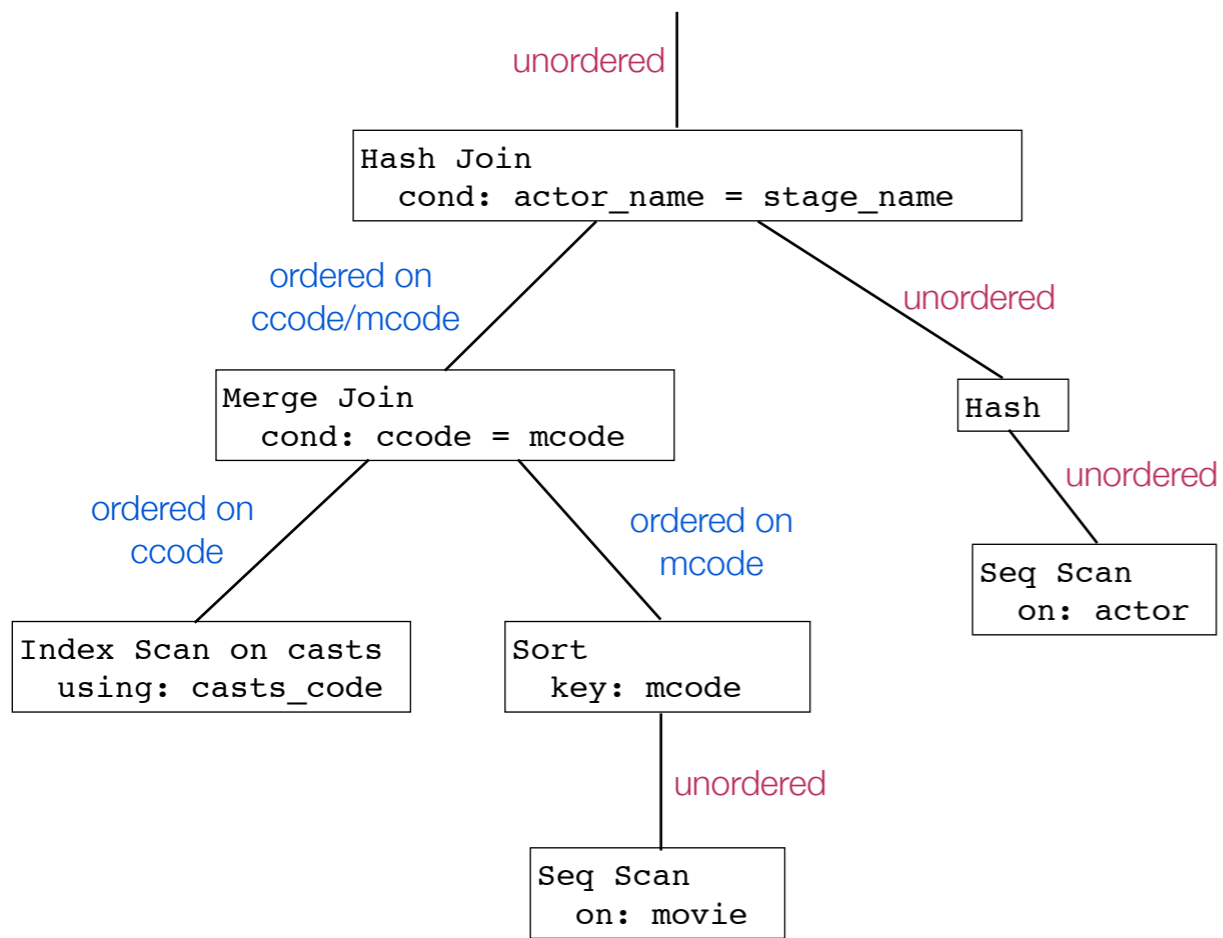 unordered
Hash Join
cond: actor_name = stage_name
ordered on
ccode/mcode
unordered
Merge Join
cond: ccode = mcode
Hash
ordered on
ccode
ordered on
mcode
unordered
Index Scan on casts
using: casts_code
Sort
key: mcode
Seq Scan
on: actor
unordered
Seq Scan
on: movie